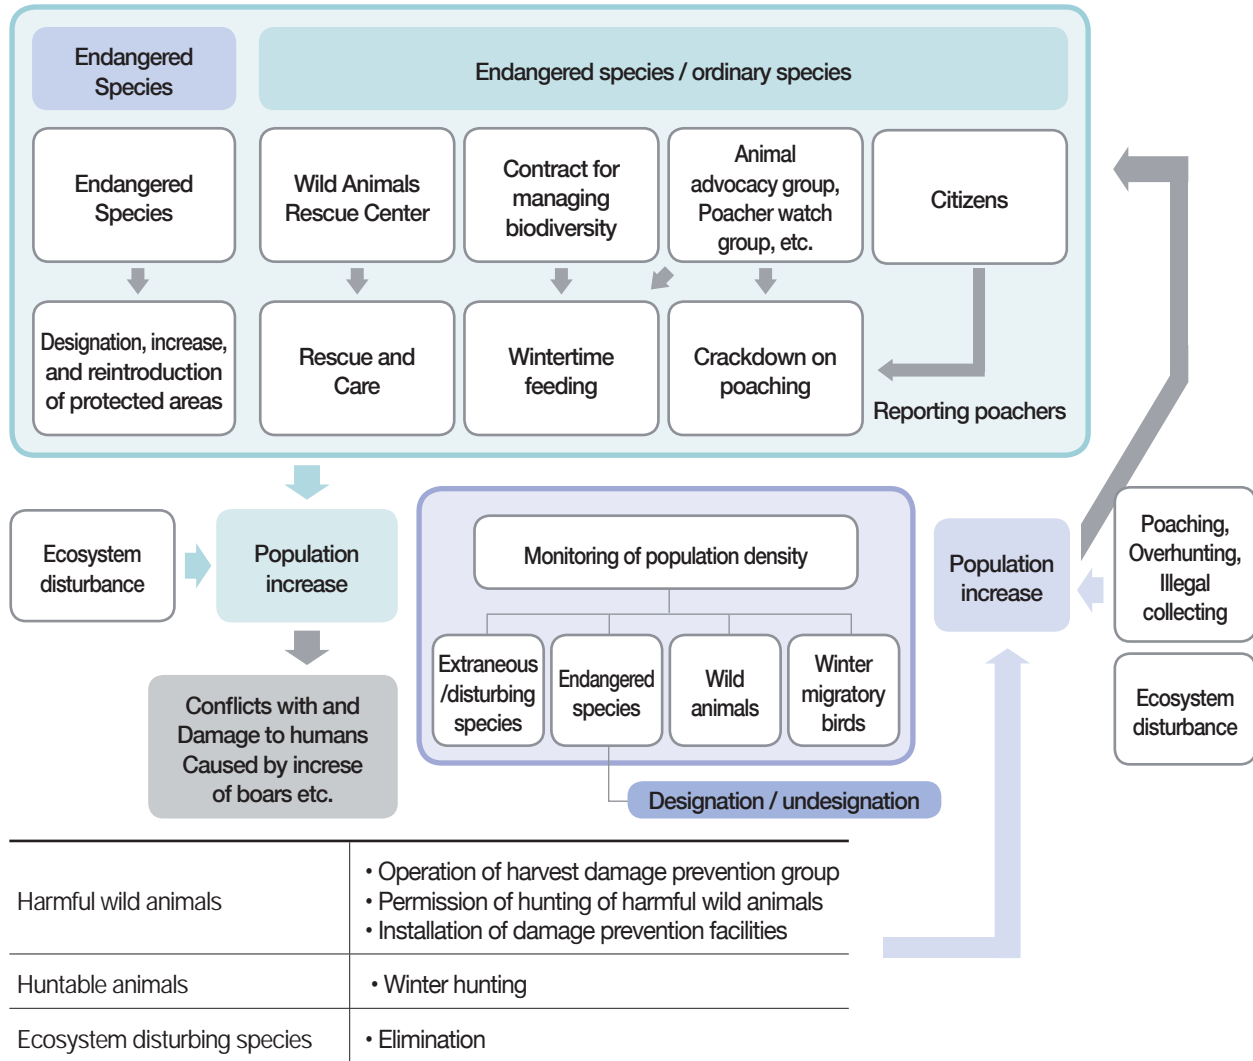 Endangered
Species
Endangered species / ordinary species
Endangered
Species
Wild Animals
Rescue Center
Contract for
managing
biodiversity
Animal
advocacy group,
Poacher watch
group, etc.
Citizens
Designation, increase,
and reintroduction
of protected areas
Rescue and
Care
Wintertime
feeding
Crackdown on
poaching
Reporting poachers
Ecosystem
disturbance
Population
increase
Monitoring of population density
Extraneous
/disturbing
species
Endangered
species
Wild
animals
Winter
migratory
birds
Designation / undesignation
Population
increase
Poaching,
Overhunting,
Illegal
collecting
Ecosystem
disturbance
Conflicts with and
Damage to humans
Caused by increse
of boars etc.
Harmful wild animals
• Operation of harvest damage prevention group
• Permission of hunting of harmful wild animals
• Installation of damage prevention facilities
Huntable animals
• Winter hunting
Ecosystem disturbing species
• Elimination